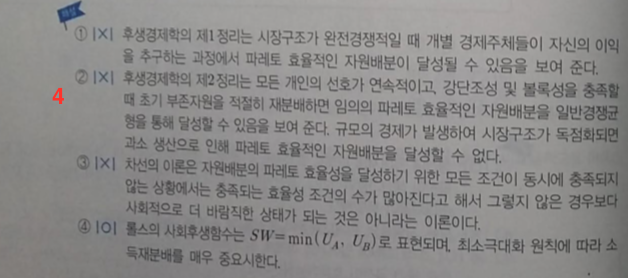 해설
① |×| 후생경제학의 제1정리는 시장구조가 완전경쟁적일 때 개별 경제주체들이 자신의 이익
을 추구하는 과정에서 파레토 효율적인 자원배분이 달성될 수 있음을 보여 준다.
4
② |×| 후생경제학의 제2정리는 모든 개인의 선호가 연속적이고, 강단조성 및 볼록성을 충족할
때 초기 부존자원을 적절히 재분배하면 임의의 파레토 효율적인 자원배분을 일반경쟁균
형을 통해 달성할 수 있음을 보여 준다. 규모의 경제가 발생하여 시장구조가 독점화되면
과소 생산으로 인해 파레토 효율적인 자원배분을 달성할 수 없다.
③ |×| 차선의 이론은 자원배분의 파레토 효율성을 달성하기 위한 모든 조건이 동시에 충족되지
않는 상황에서는 충족되는 효율성 조건의 수가 많아진다고 해서 그렇지 않은 경우보다
사회적으로 더 바람직한 상태가 되는 것은 아니라는 이론이다.
④ |○| 롤스의 사회후생함수는 SW=min(U_A, U_B)로 표현되며, 최소극대화 원칙에 따라 소
득재분배를 매우 중요시한다.